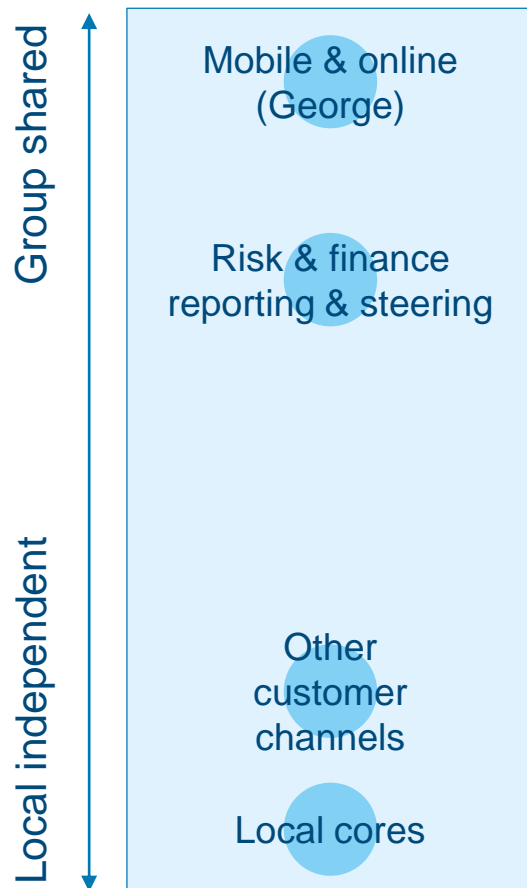 Group shared
Local independent
Mobile & online
(George)
Risk & finance
reporting & steering
Other
customer
channels
Local cores